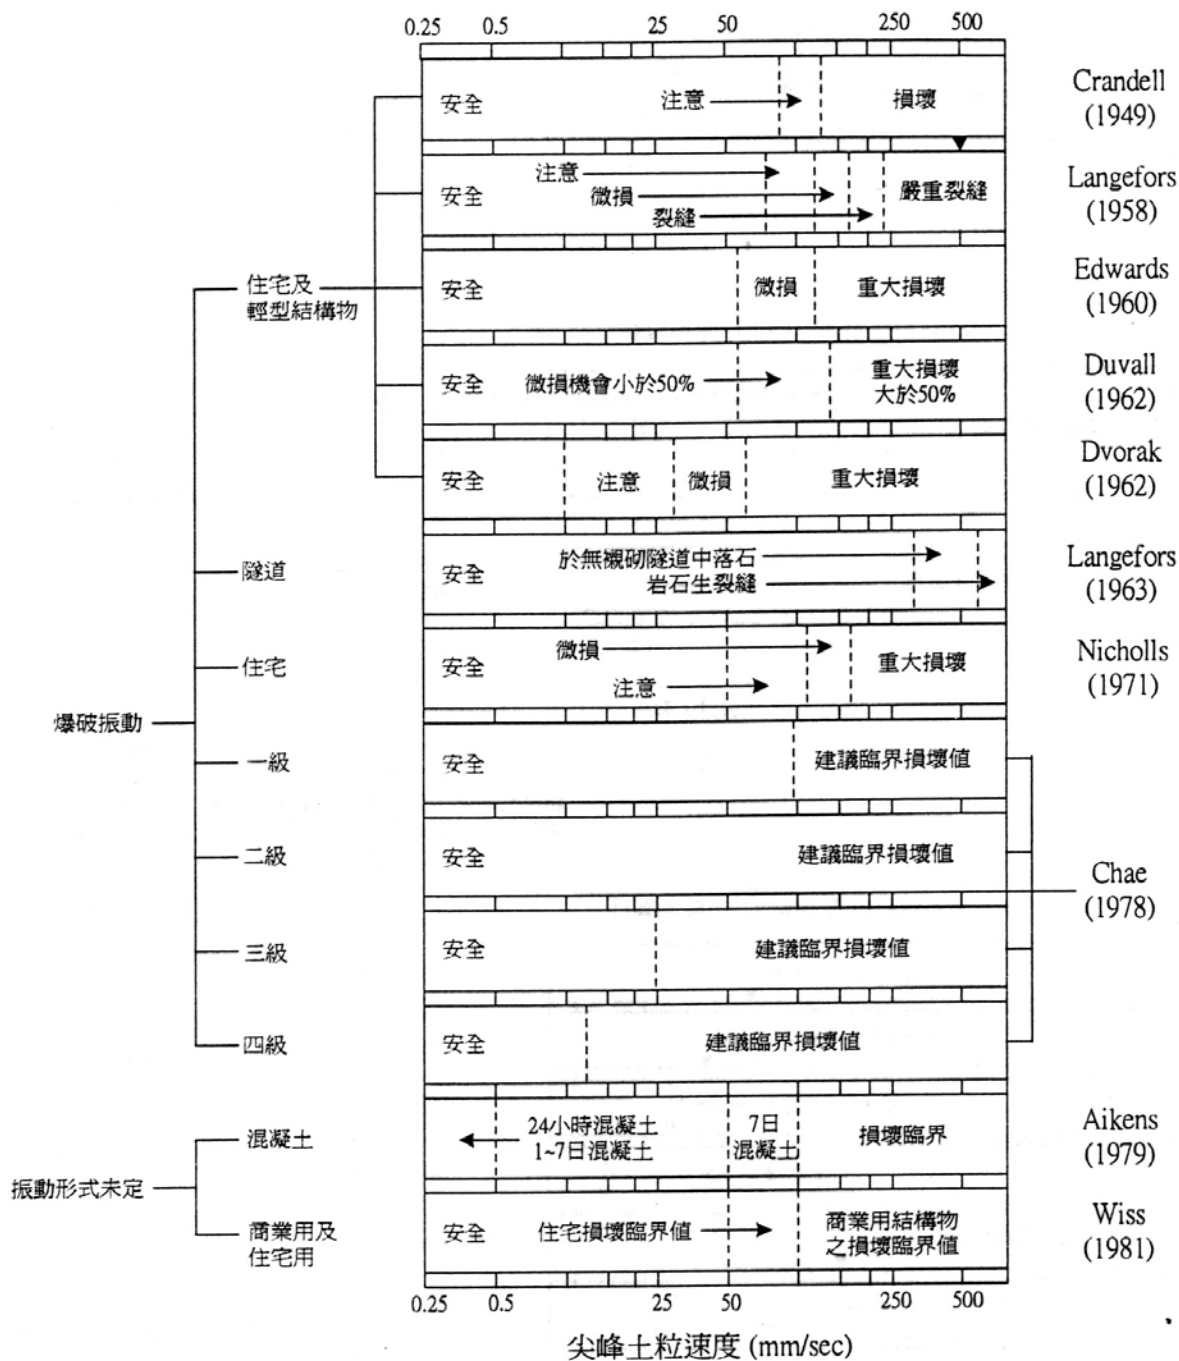 0.25 0.5 25 50 250 500
安全 注意 損壞
Crandell
(1949)
安全
注意
微損
裂縫
嚴重裂縫
Langefors
(1958)
住宅及
輕型結構物
安全 微損 重大損壞
Edwards
(1960)
安全 微損機會小於50%
重大損壞
大於50%
Duvall
(1962)
安全 注意 微損 重大損壞
Dvorak
(1962)
隧道
安全
於無襯砌隧道中落石
岩石生裂縫
Langefors
(1963)
住宅
安全
微損
注意
重大損壞
Nicholls
(1971)
爆破振動
一級 安全 建議臨界損壞值
二級 安全 建議臨界損壞值
Chae
(1978)
三級 安全 建議臨界損壞值
四級 安全 建議臨界損壞值
混凝土
24小時混凝土
1~7日混凝土
7日
混凝土
損壞臨界
Aikens
(1979)
振動形式未定
商業用及
住宅用
安全 住宅損壞臨界值
商業用結構物
之損壞臨界值
Wiss
(1981)
0.25 0.5 25 50 250 500
尖峰土粒速度 (mm/sec)